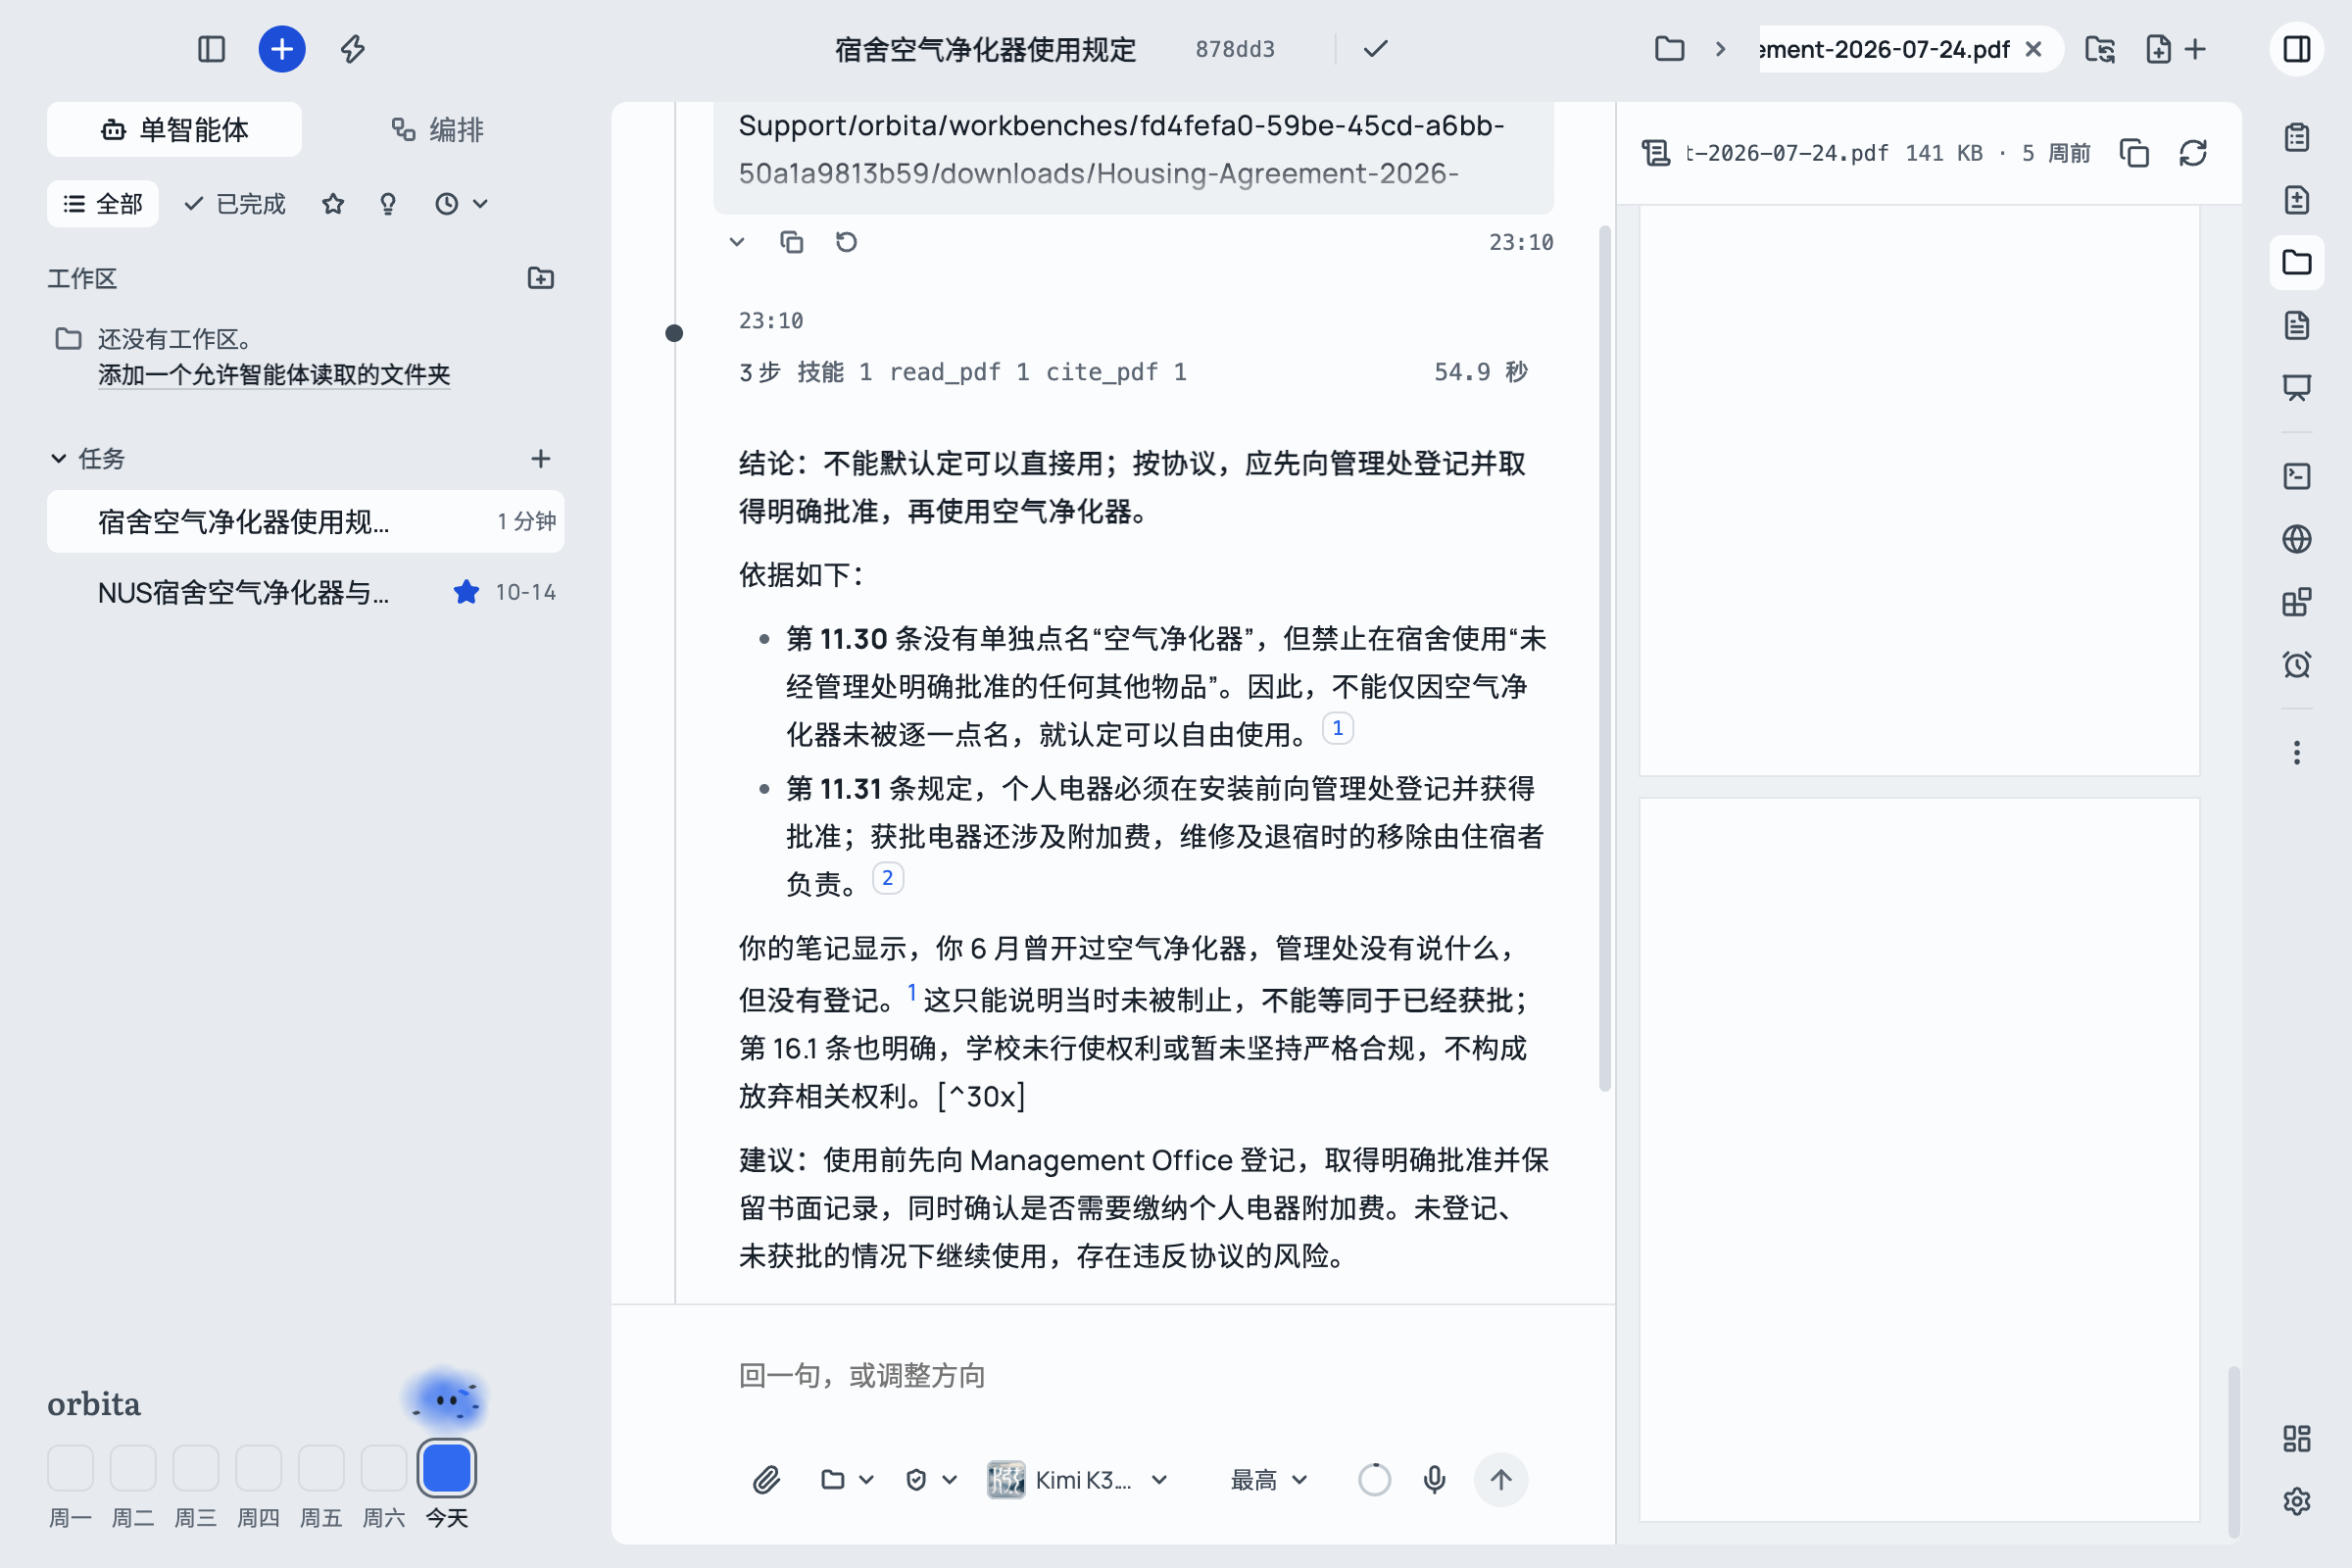 宿舍空气净化器使用规定
878dd3
ement-2026-07-24.pdf
单智能体
编排
全部
已完成
工作区
还没有工作区。
添加一个允许智能体读取的文件夹
任务
宿舍空气净化器使用规...
1 分钟
NUS宿舍空气净化器与...
10-14
orbita
周一 周二 周三 周四 周五 周六 今天
Support/orbita/workbenches/fd4fefa0-59be-45cd-a6bb-
50a1a9813b59/downloads/Housing-Agreement-2026-
23:10
23:10
3 步 技能 1 read_pdf 1 cite_pdf 1
54.9 秒
结论：不能默认定可以直接用；按协议，应先向管理处登记并取
得明确批准，再使用空气净化器。
依据如下：
第 11.30 条没有单独点名“空气净化器”，但禁止在宿舍使用“未
经管理处明确批准的任何其他物品”。因此，不能仅因空气净
化器未被逐一点名，就认定可以自由使用。 1
第 11.31 条规定，个人电器必须在安装前向管理处登记并获得
批准；获批电器还涉及附加费，维修及退宿时的移除由住宿者
负责。 2
你的笔记显示，你 6 月曾开过空气净化器，管理处没有说什么，
但没有登记。1 这只能说明当时未被制止，不能等同于已经获批；
第 16.1 条也明确，学校未行使权利或暂未坚持严格合规，不构成
放弃相关权利。[^30x]
建议：使用前先向 Management Office 登记，取得明确批准并保
留书面记录，同时确认是否需要缴纳个人电器附加费。未登记、
未获批的情况下继续使用，存在违反协议的风险。
回一句，或调整方向
Kimi K3...
最高
t-2026-07-24.pdf 141 KB · 5 周前